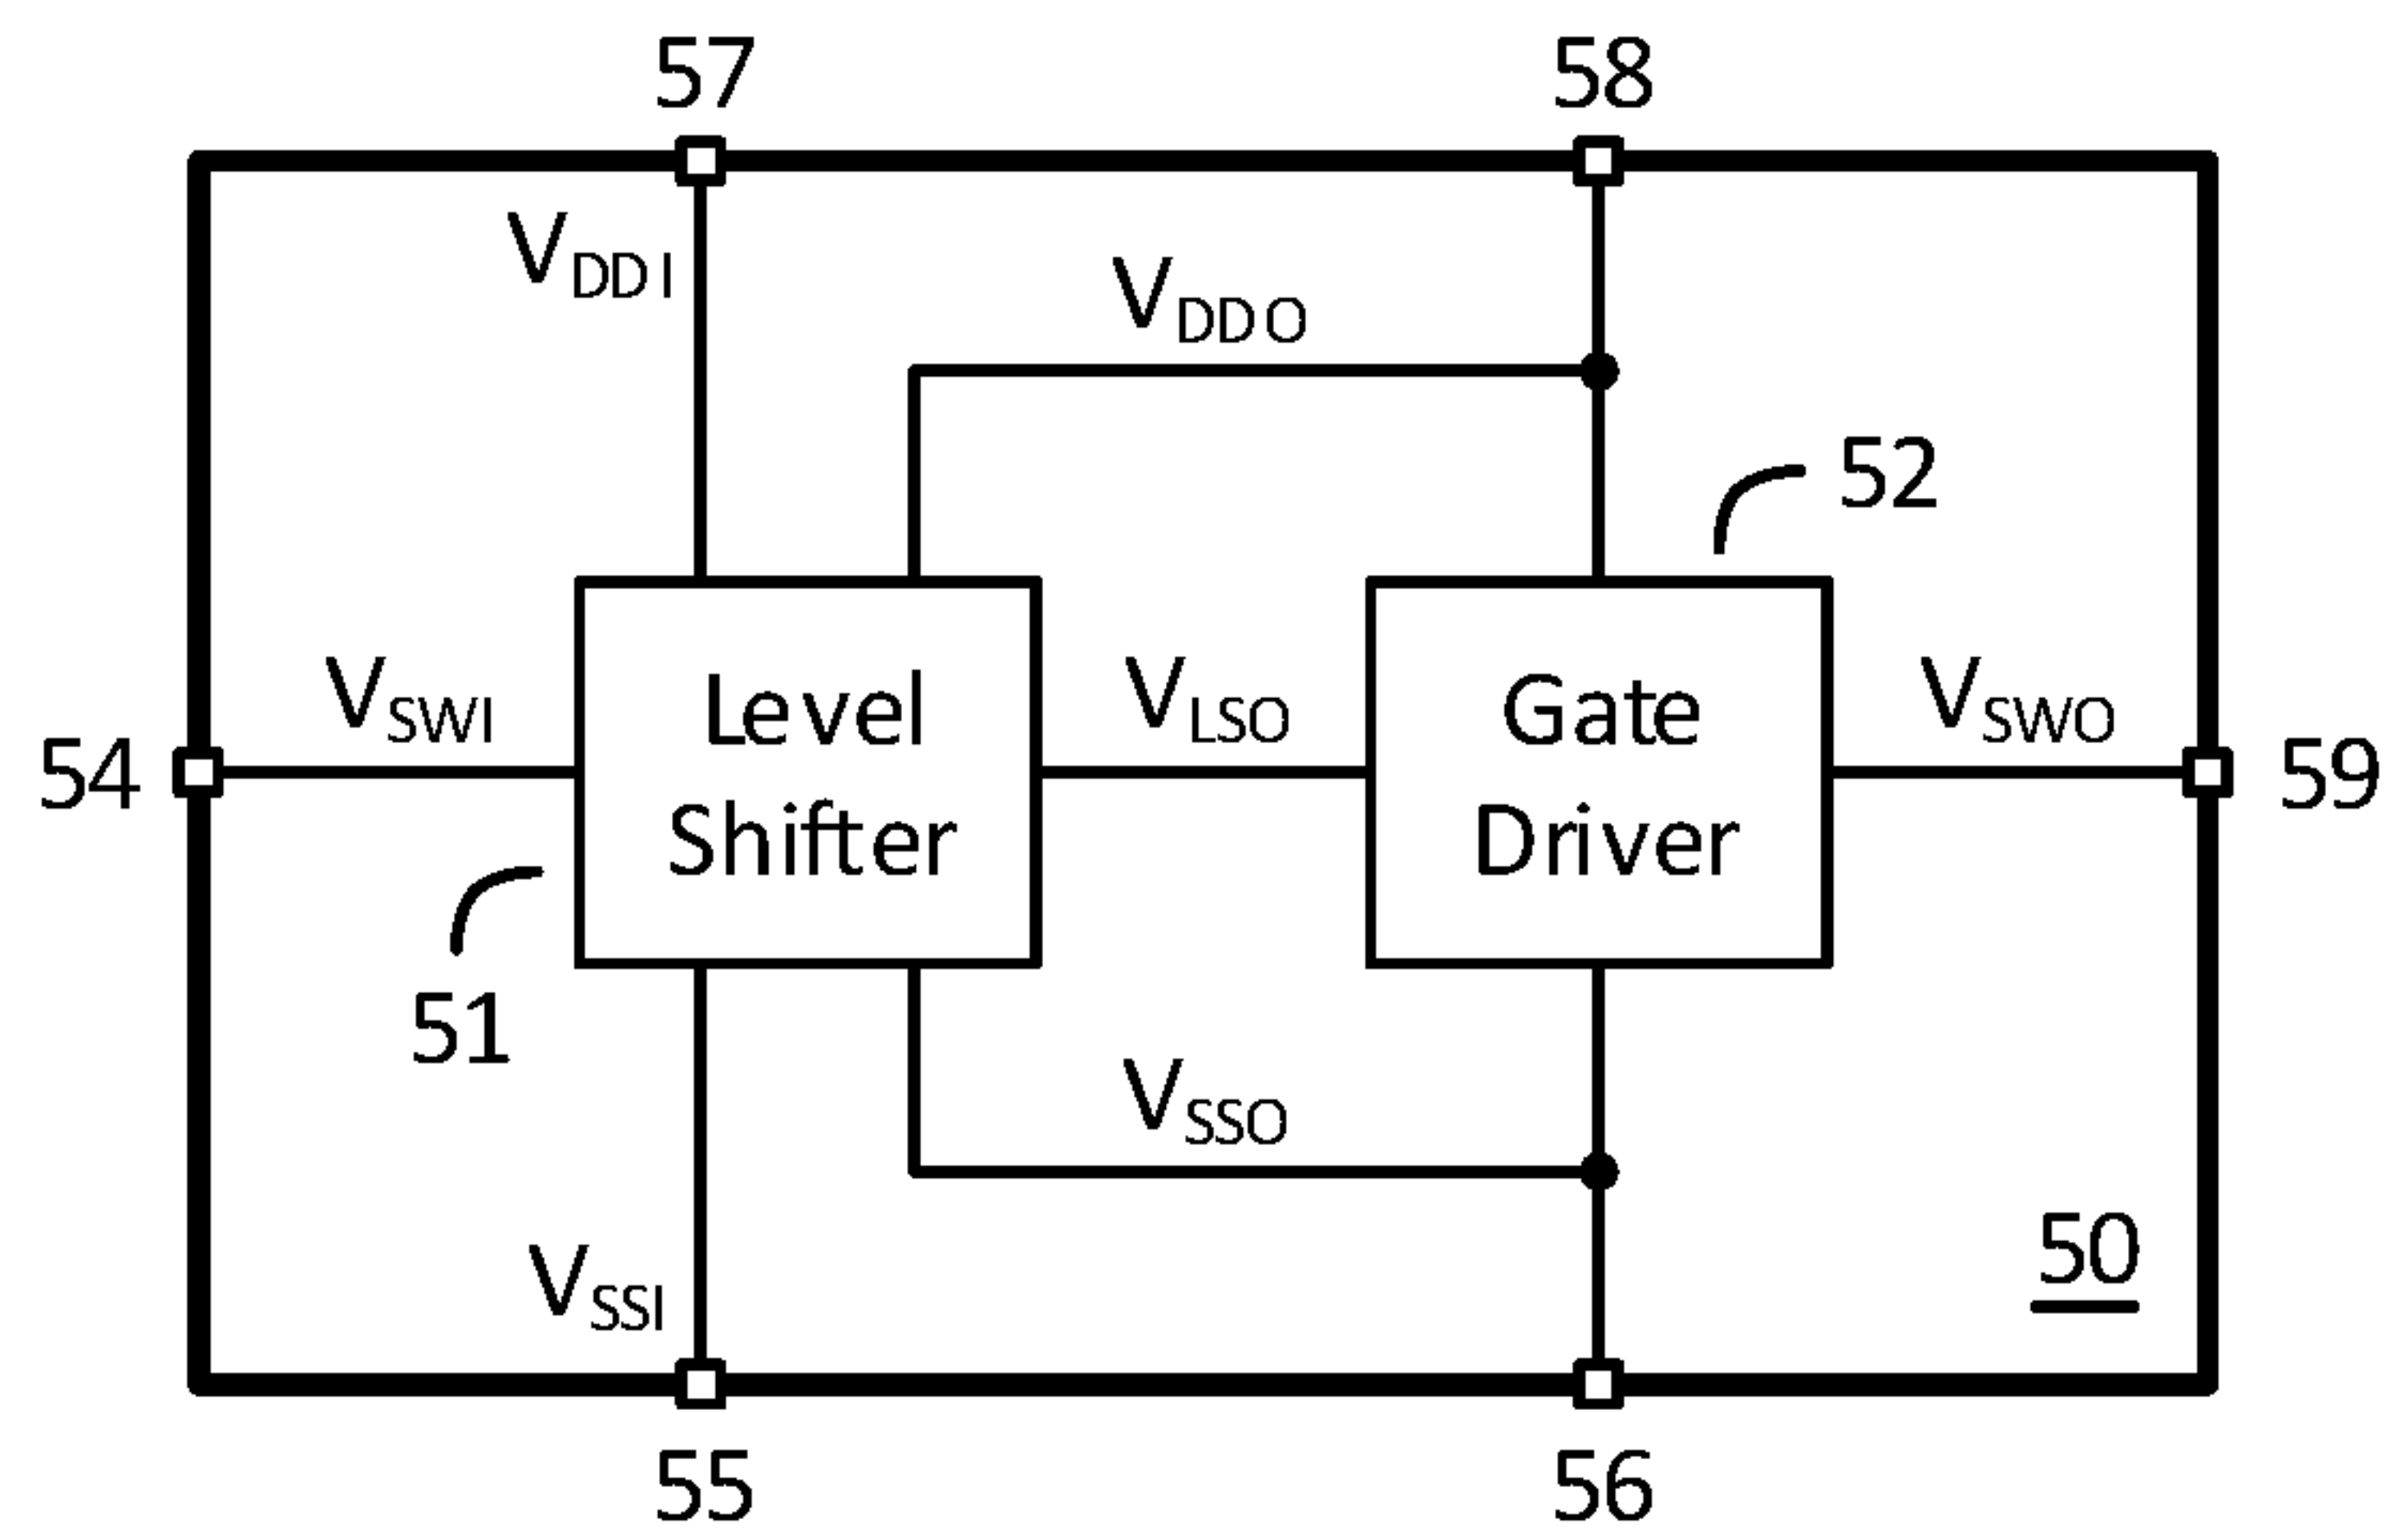 57
58
VDDI
VDDO
52
VSWI
Level
Shifter
VLSO
Gate
Driver
VSWO
54
59
51
VSSO
VSSI
50
55
56